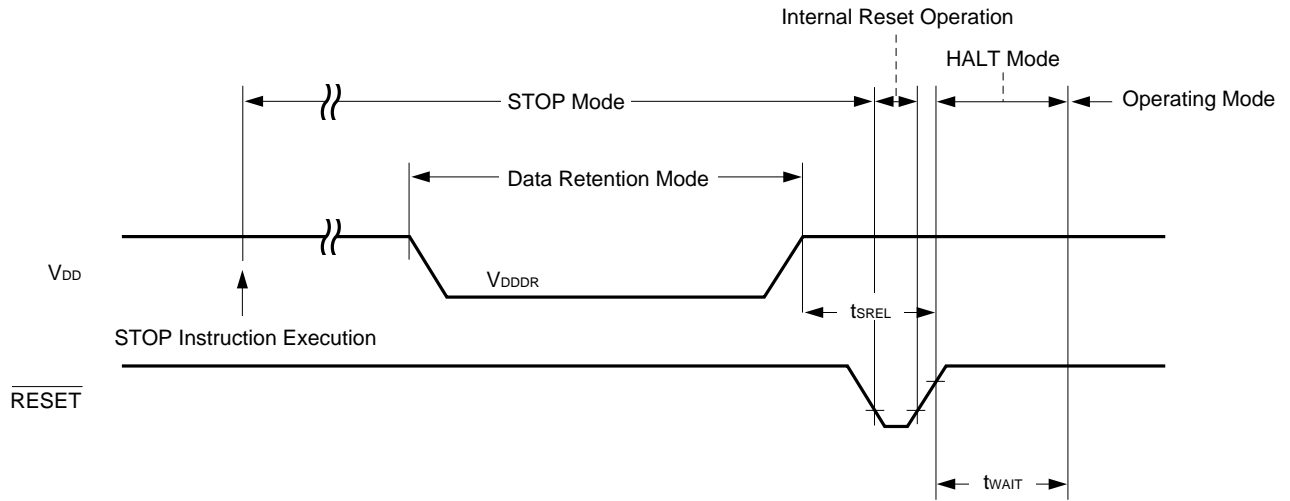 Internal Reset Operation
HALT Mode
STOP Mode
Operating Mode
Data Retention Mode
VDD
VDDDR
tSREL
STOP Instruction Execution
RESET
tWAIT